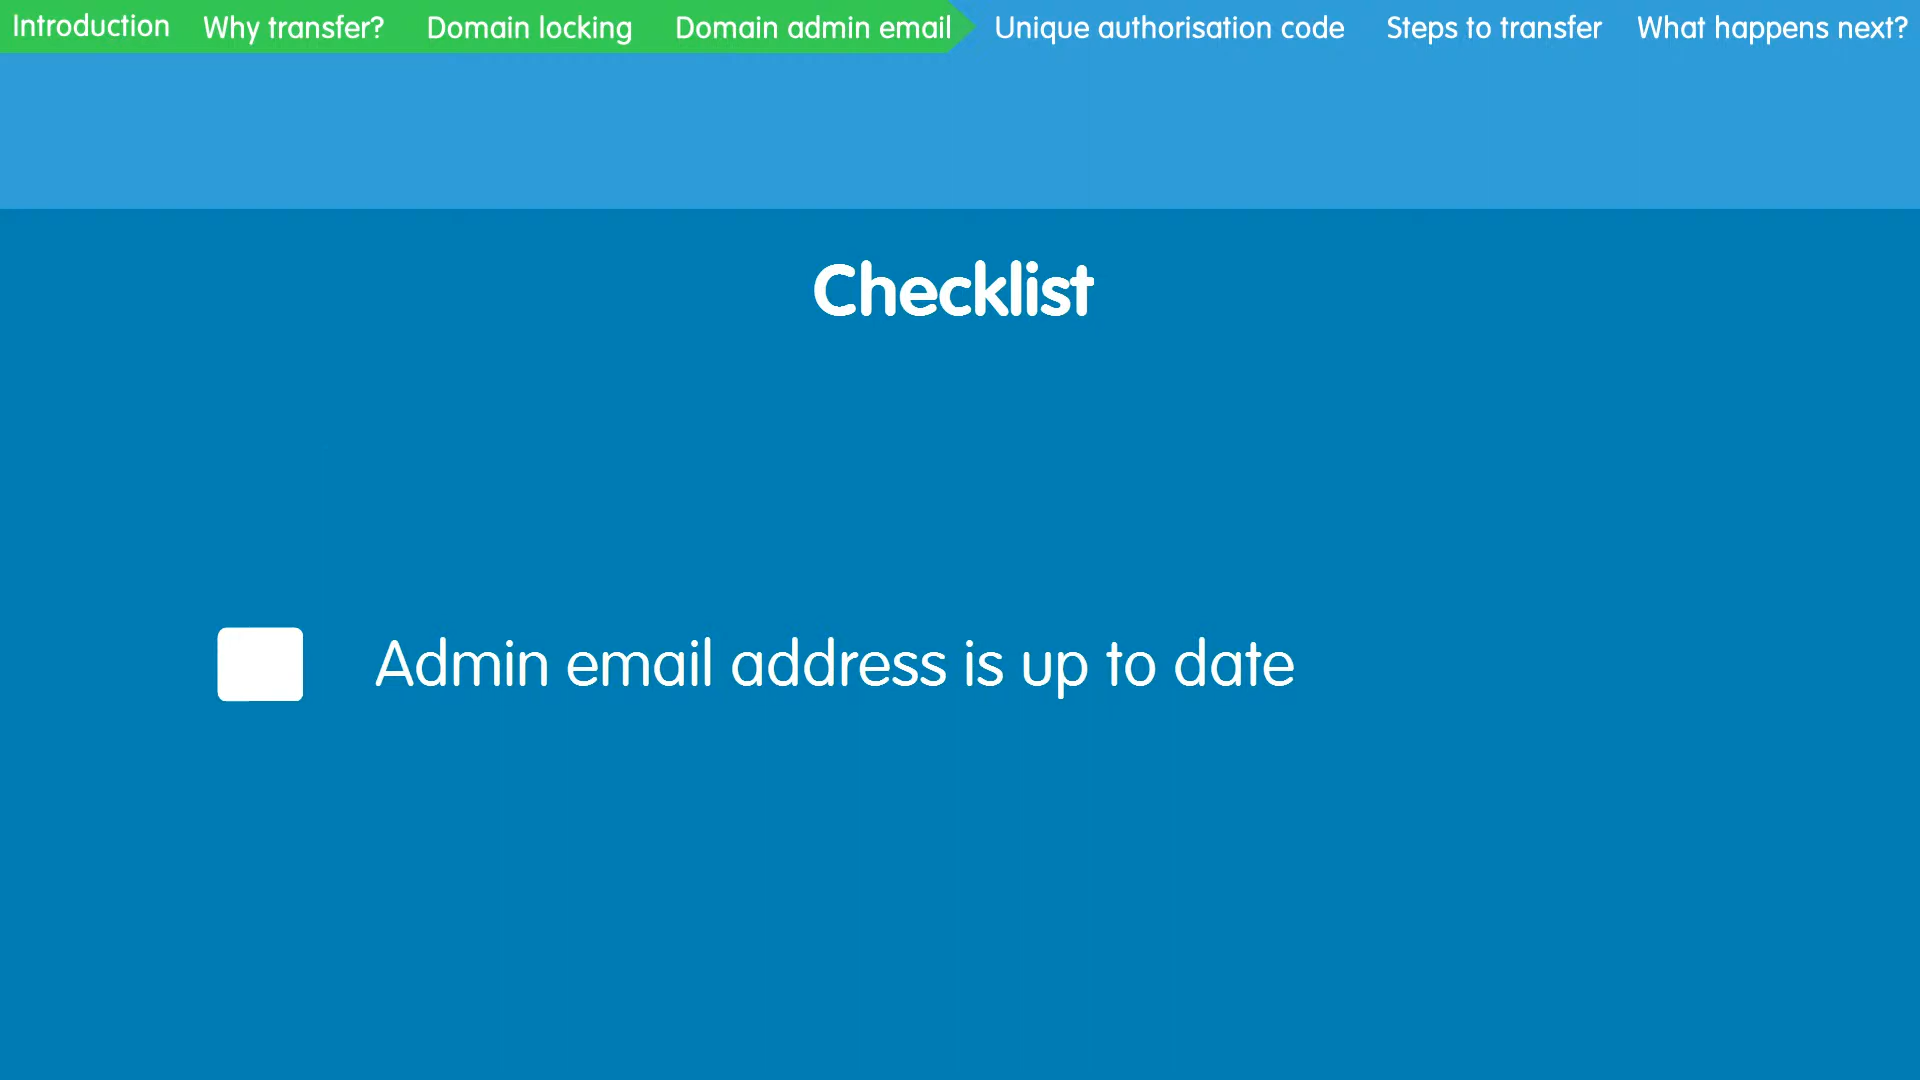 Introduction Why transfer? Domain locking Domain admin email Unique authorisation code Steps to transfer What happens next?
Checklist
Admin email address is up to date